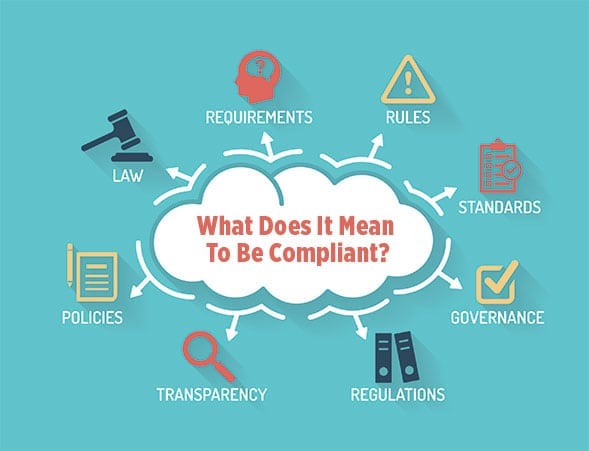 REQUIREMENTS
RULES
LAW
STANDARDS
What Does It Mean
To Be Compliant?
POLICIES
GOVERNANCE
TRANSPARENCY
REGULATIONS